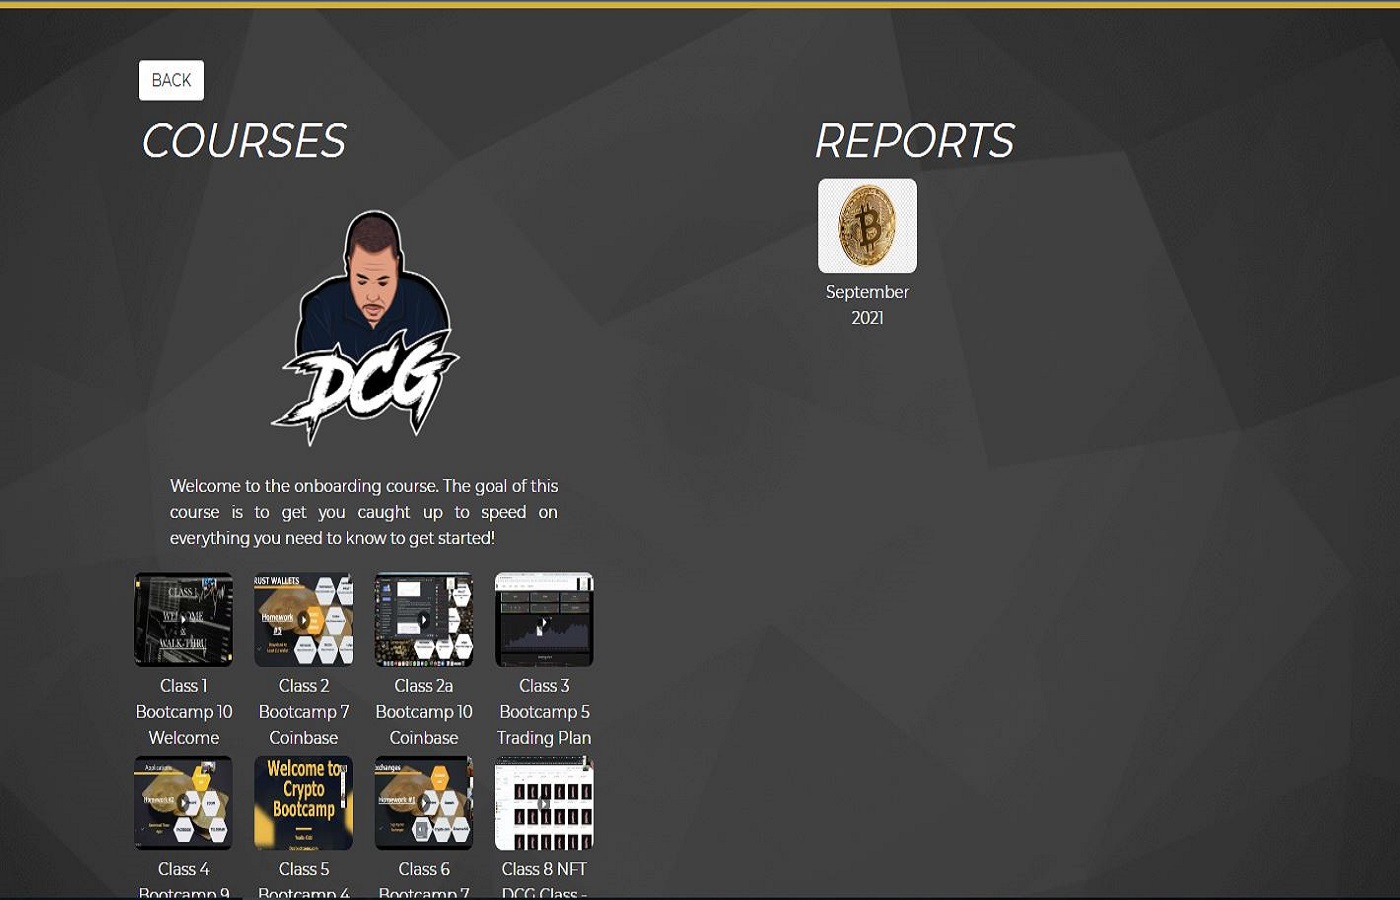 BACK
COURSES
REPORTS
September
2021
DCG
Welcome to the onboarding course. The goal of this
course is to get you caught up to speed on
everything you need to know to get started!
CLASS 1
WELCOME
&
WALK-THRU
RUST WALLETS
Homework
#3
Class 1
Bootcamp 10
Welcome
Class 2
Bootcamp 7
Coinbase
Class 2a
Bootcamp 10
Coinbase
Class 3
Bootcamp 5
Trading Plan
Applications
Homework #2
FACEBOOK
TELEGRAM
Welcome to
Crypto
Bootcamp
xchanges
Homework #1
Class 4
Bootcamp 9
Class 5
Bootcamp 4
Class 6
Bootcamp 7
Class 8 NFT
DCG Class -